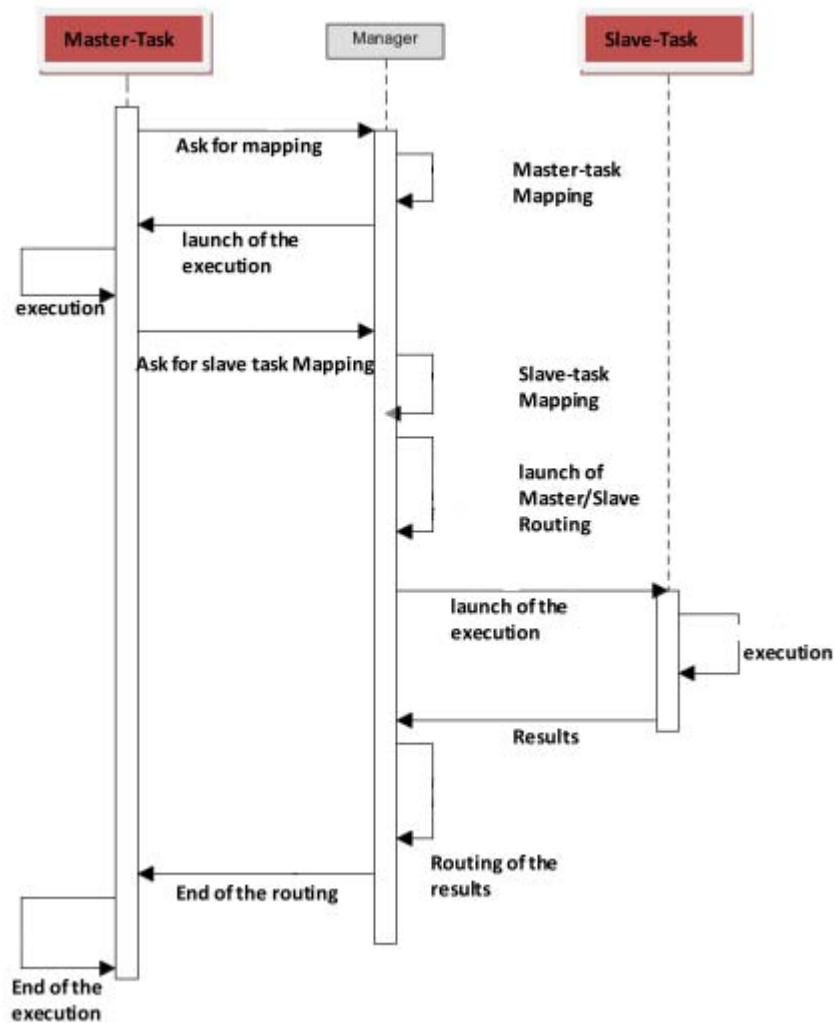 Master-Task
Manager
Slave-Task
Ask for mapping
Master-task
Mapping
launch of the
execution
execution
Ask for slave task Mapping
Slave-task
Mapping
launch of
Master/Slave
Routing
launch of the
execution
execution
Results
Routing of the
results
End of the routing
End of the
execution